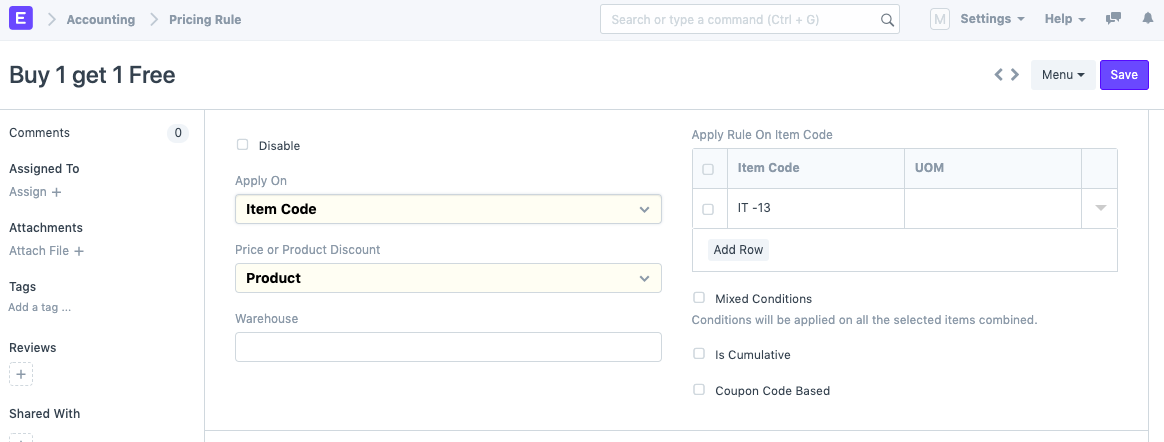 E Accounting Pricing Rule Search or type a command (Ctrl + G) M Settings Help
Buy 1 get 1 Free Menu Save
Comments 0
Assigned To
Assign +
Attachments
Attach File +
Tags
Add a tag ...
Reviews
+
Shared With
Disable
Apply On
Item Code
Price or Product Discount
Product
Warehouse
Apply Rule On Item Code
Item Code UOM
IT -13
Add Row
Mixed Conditions
Conditions will be applied on all the selected items combined.
Is Cumulative
Coupon Code Based